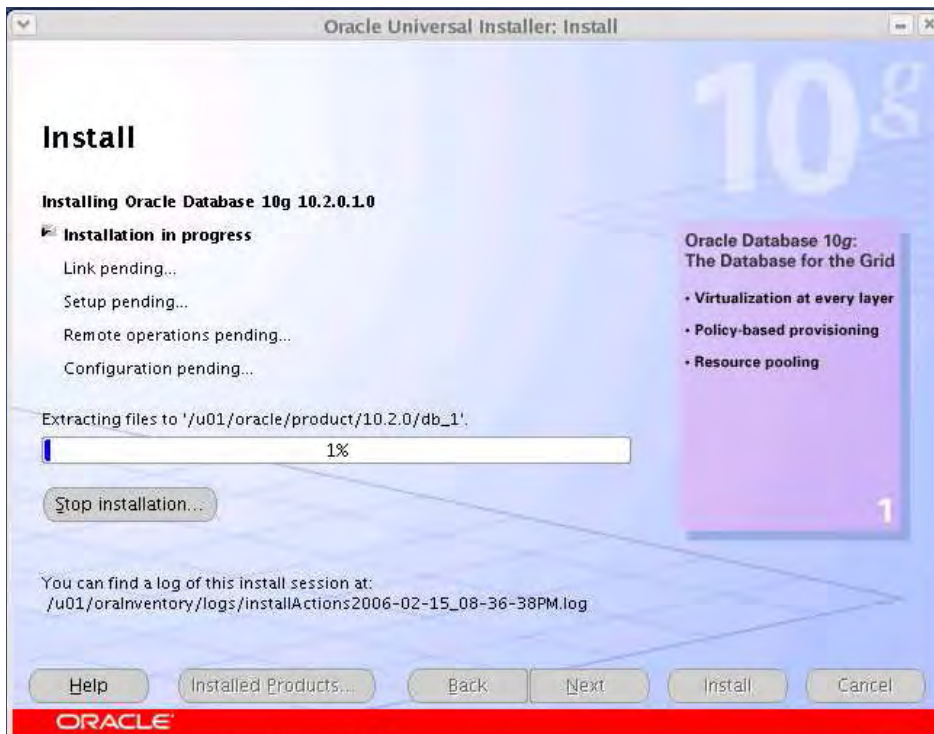 Oracle Universal Installer: Install
10g
Install
Installing Oracle Database 10g 10.2.0.1.0
Installation in progress
Link pending...
Setup pending...
Remote operations pending...
Configuration pending...
Extracting files to '/u01/oracle/product/10.2.0/db_1'.
1%
Stop installation...
You can find a log of this install session at:
/u01/oraInventory/logs/installActions2006-02-15_08-36-38PM.log
Oracle Database 10g:
The Database for the Grid
• Virtualization at every layer
• Policy-based provisioning
• Resource pooling
1
Help
Installed Products...
Back
Next
Install
Cancel
ORACLE